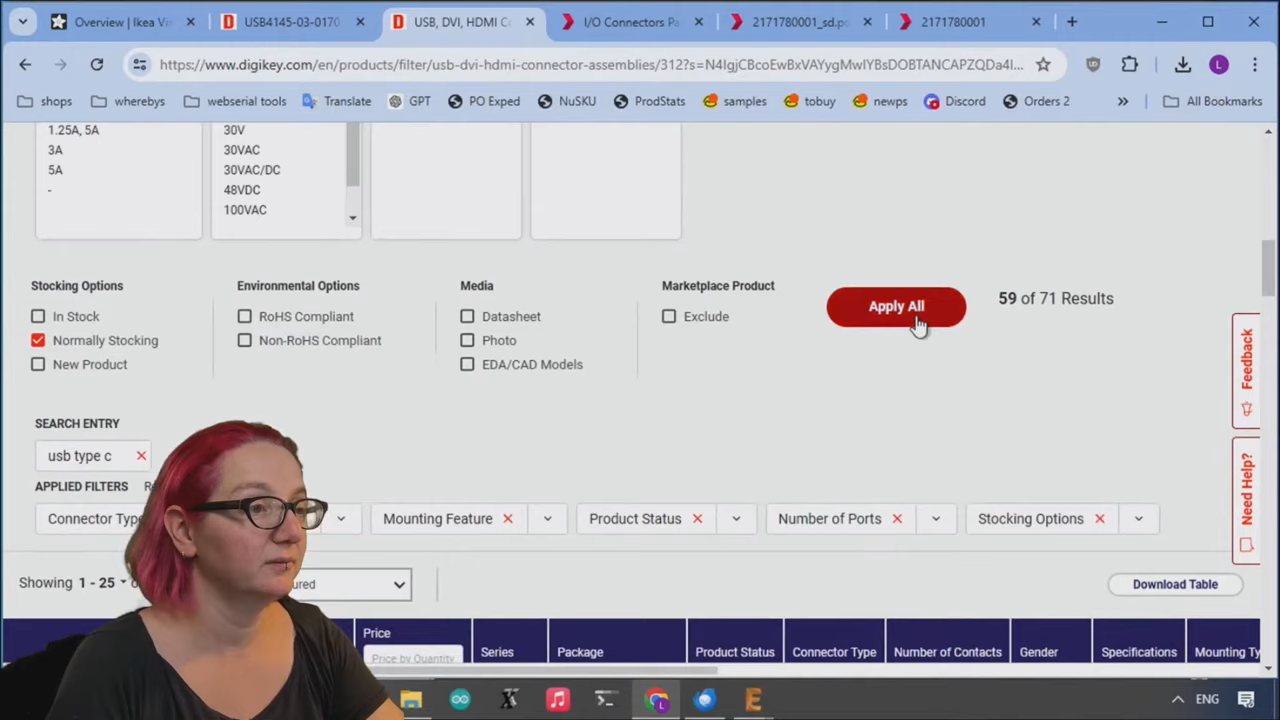 Overview | Ikea Ve
USB4145-03-0170
USB, DVI, HDMI C
I/O Connectors Pa
2171780001_sd.p
2171780001
https://www.digikey.com/en/products/filter/usb-dvi-hdmi-connector-assemblies/312?s=N4IgjCBcoEwBxVAYygMwIYBsDOBTANCAPZQDa4I...
shops
wherebys
webserial tools
Translate
GPT
PO Exped
NuSKU
ProdStats
samples
tobuy
newps
Discord
Orders 2
All Bookmarks
1.25A, 5A
3A
5A
-
30V
30VAC
30VAC/DC
48VDC
100VAC
Stocking Options
In Stock
Normally Stocking
New Product
Environmental Options
RoHS Compliant
Non-RoHS Compliant
Media
Datasheet
Photo
EDA/CAD Models
Marketplace Product
Exclude
Apply All
59 of 71 Results
Feedback
Need Help?
SEARCH ENTRY
usb type c
APPLIED FILTERS
Connector Type
Mounting Feature
Product Status
Number of Ports
Stocking Options
Showing 1 - 25
Download Table
Price
Price by Quantity
Series
Package
Product Status
Connector Type
Number of Contacts
Gender
Specifications
Mounting Ty
ENG